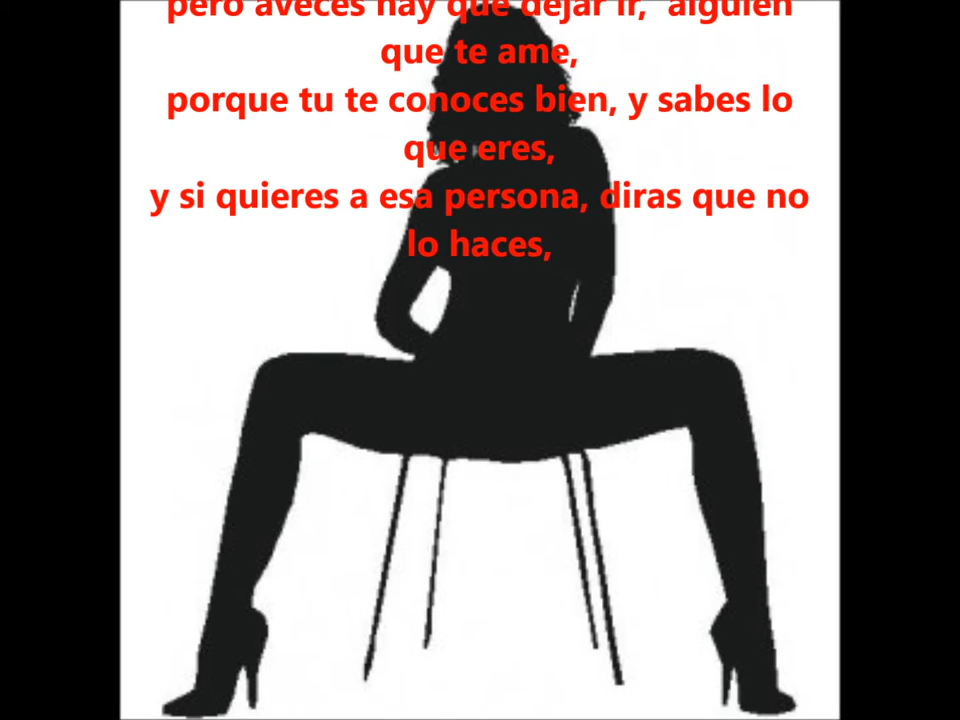 pero aveces hay que dejar ir, alguien
que te ame,
porque tu te conoces bien, y sabes lo
que eres,
y si quieres a esa persona, diras que no
lo haces,